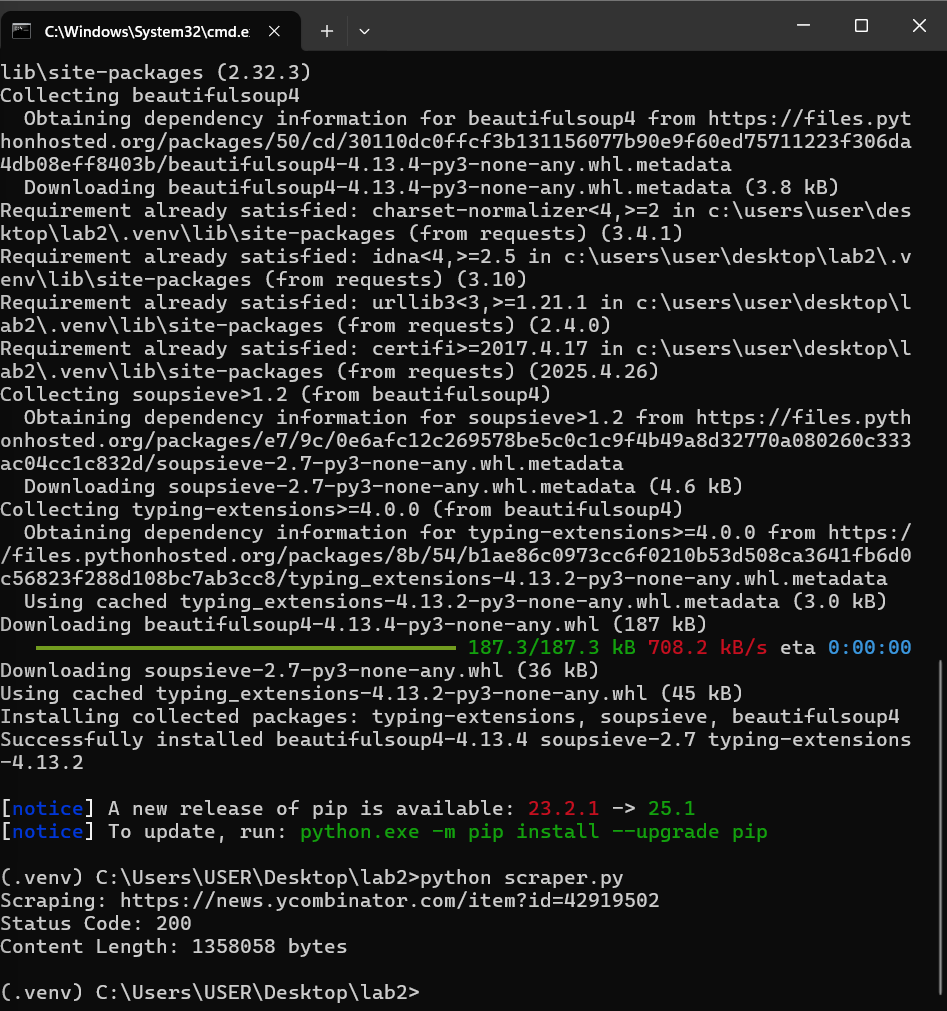 C:\Windows\System32\cmd.e
lib\site-packages (2.32.3)
Collecting beautifulsoup4
  Obtaining dependency information for beautifulsoup4 from https://files.pyt
honhosted.org/packages/50/cd/30110dc0ffcf3b131156077b90e9f60ed75711223f306da
4db08eff8403b/beautifulsoup4-4.13.4-py3-none-any.whl.metadata
  Downloading beautifulsoup4-4.13.4-py3-none-any.whl.metadata (3.8 kB)
Requirement already satisfied: charset-normalizer<4,>=2 in c:\users\user\des
ktop\lab2\.venv\lib\site-packages (from requests) (3.4.1)
Requirement already satisfied: idna<4,>=2.5 in c:\users\user\desktop\lab2\.v
env\lib\site-packages (from requests) (3.10)
Requirement already satisfied: urllib3<3,>=1.21.1 in c:\users\user\desktop\l
ab2\.venv\lib\site-packages (from requests) (2.4.0)
Requirement already satisfied: certifi>=2017.4.17 in c:\users\user\desktop\l
ab2\.venv\lib\site-packages (from requests) (2025.4.26)
Collecting soupsieve>1.2 (from beautifulsoup4)
  Obtaining dependency information for soupsieve>1.2 from https://files.pyth
onhosted.org/packages/e7/9c/0e6afc12c269578be5c0c1c9f4b49a8d32770a080260c333
ac04cc1c832d/soupsieve-2.7-py3-none-any.whl.metadata
  Downloading soupsieve-2.7-py3-none-any.whl.metadata (4.6 kB)
Collecting typing-extensions>=4.0.0 (from beautifulsoup4)
  Obtaining dependency information for typing-extensions>=4.0.0 from https:/
/files.pythonhosted.org/packages/8b/54/b1ae86c0973cc6f0210b53d508ca3641fb6d0
c56823f288d108bc7ab3cc8/typing_extensions-4.13.2-py3-none-any.whl.metadata
  Using cached typing_extensions-4.13.2-py3-none-any.whl.metadata (3.0 kB)
Downloading beautifulsoup4-4.13.4-py3-none-any.whl (187 kB)
187.3/187.3 kB 708.2 kB/s eta 0:00:00
Downloading soupsieve-2.7-py3-none-any.whl (36 kB)
Using cached typing_extensions-4.13.2-py3-none-any.whl (45 kB)
Installing collected packages: typing-extensions, soupsieve, beautifulsoup4
Successfully installed beautifulsoup4-4.13.4 soupsieve-2.7 typing-extensions
-4.13.2
[notice] A new release of pip is available: 23.2.1 -> 25.1
[notice] To update, run: python.exe -m pip install --upgrade pip
(.venv) C:\Users\USER\Desktop\lab2>python scraper.py
Scraping: https://news.ycombinator.com/item?id=42919502
Status Code: 200
Content Length: 1358058 bytes
(.venv) C:\Users\USER\Desktop\lab2>